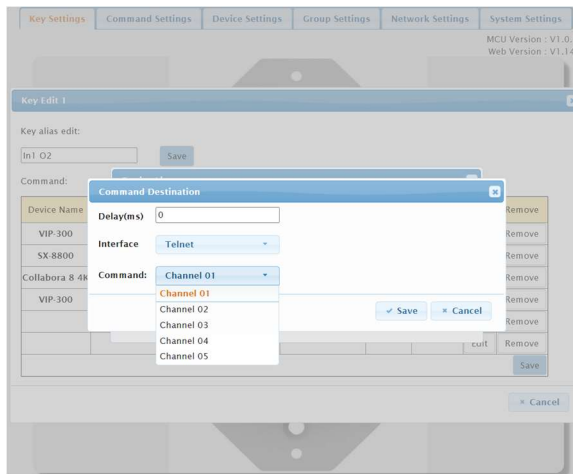 Key Settings
Command Settings
Device Settings
Group Settings
Network Settings
System Settings
MCU Version : V1.0.
Web Version : V1.14
Key Edit 1
Key alias edit:
In1 O2
Save
Command:
Command Destination
Device Name
Remove
Delay(ms)
0
VIP-300
Remove
Interface
Telnet
SX-8800
Remove
Collabora 8 4K
Command:
Channel 01
Remove
VIP-300
Channel 01
Channel 02
Channel 03
Channel 04
Channel 05
Save
Cancel
Remove
Remove
Edit
Remove
Save
Cancel